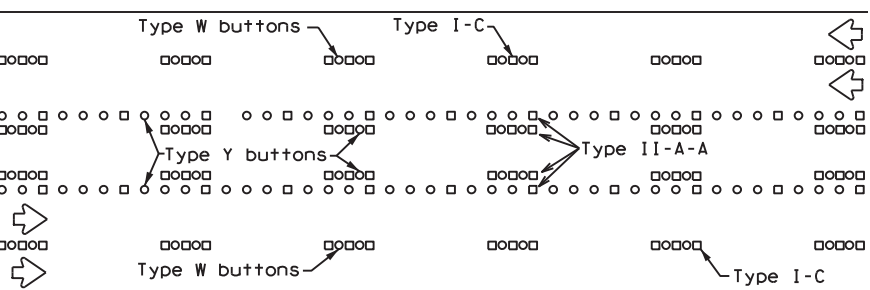 Type W buttons
Type I-C
Type Y buttons
Type II-A-A
Type W buttons
Type I-C